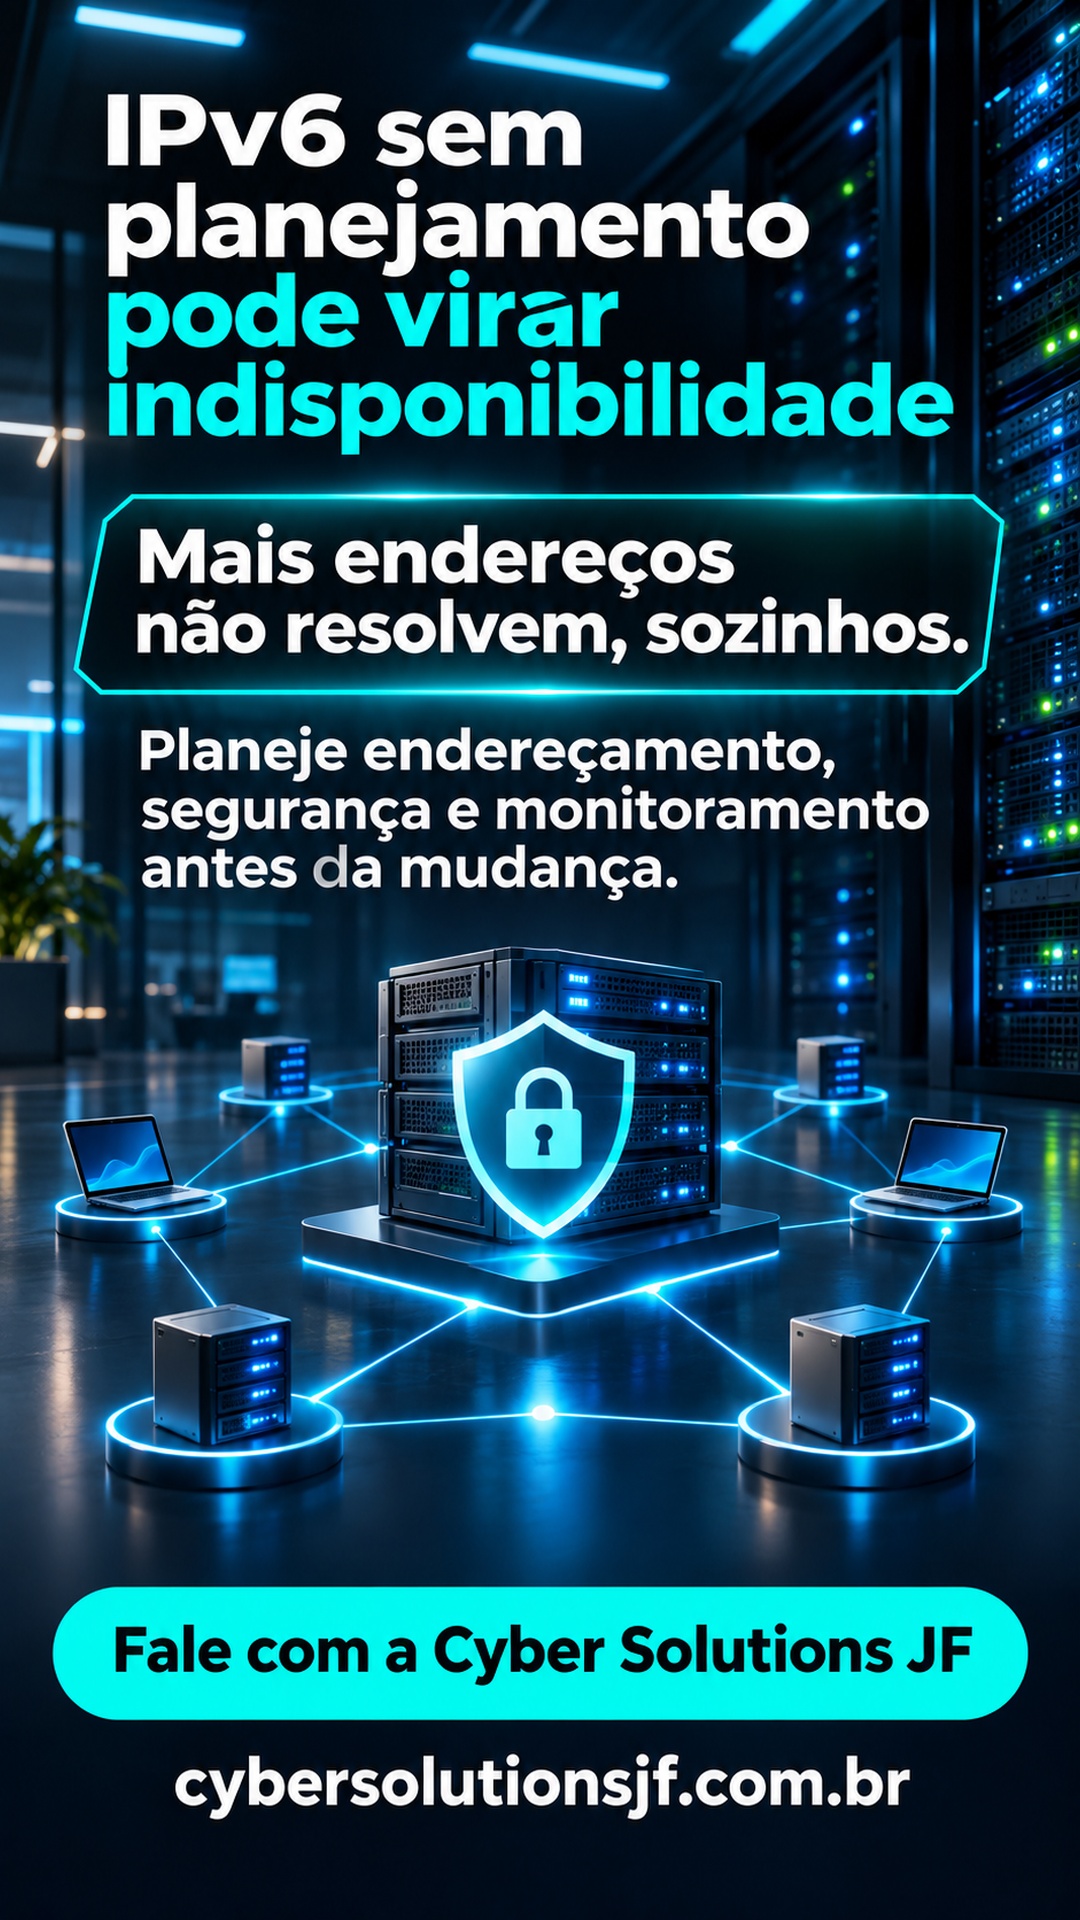 IPv6 sem
planejamento
pode virar
indisponibilidade
Mais endereços
não resolvem, sozinhos.
Planeje endereçamento,
segurança e monitoramento
antes da mudança.
Fale com a Cyber Solutions JF
cybersolutionsjf.com.br